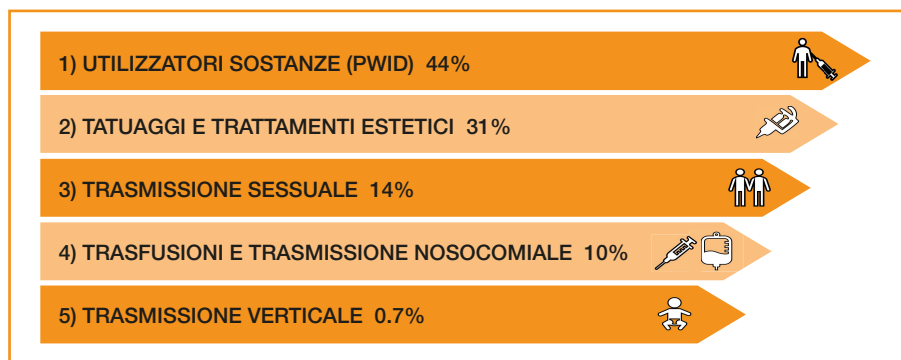 1) UTILIZZATORI SOSTANZE (PWID) 44%
2) TATUAGGI E TRATTAMENTI ESTETICI 31%
3) TRASMISSIONE SESSUALE 14%
4) TRASFUSIONI E TRASMISSIONE NOSOCOMIALE 10%
5) TRASMISSIONE VERTICALE 0.7%